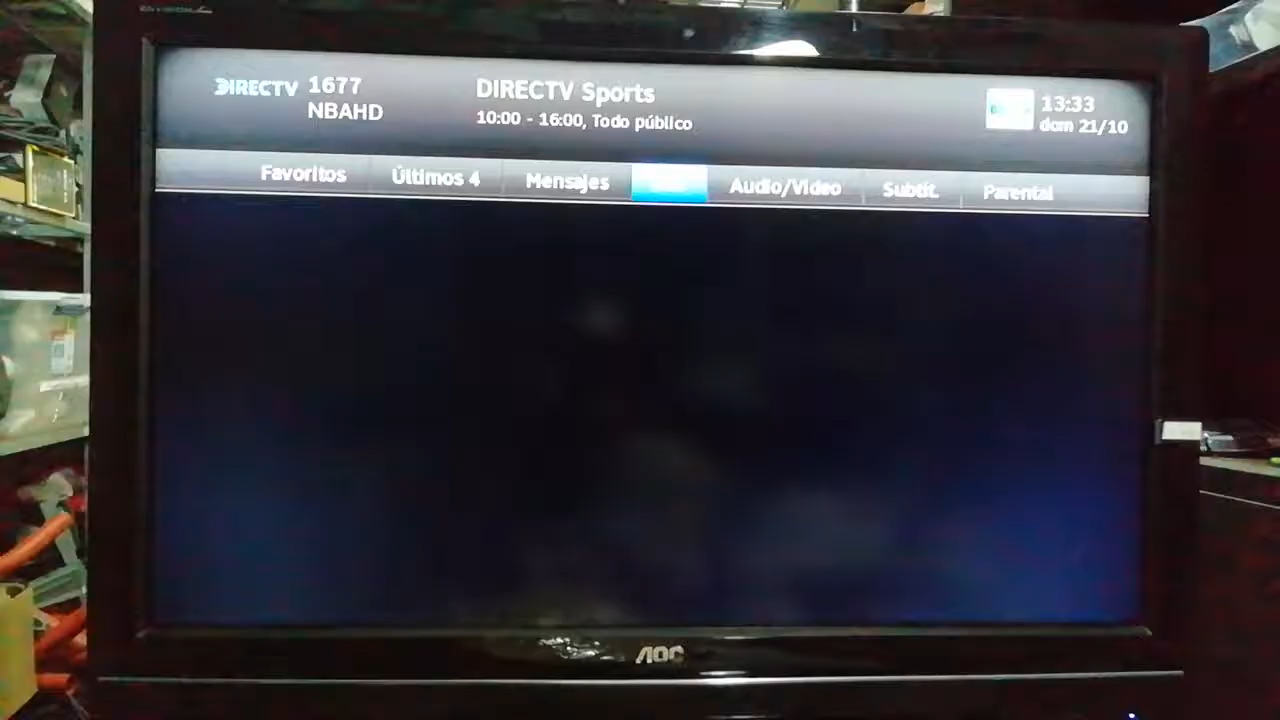 DIRECTV 1677
NBAHD
DIRECTV Sports
10:00 - 16:00, Todo público
13:33
dom 21/10
Favoritos Últimos 4 Mensajes Audio/Video Subtít. Parental
AOC